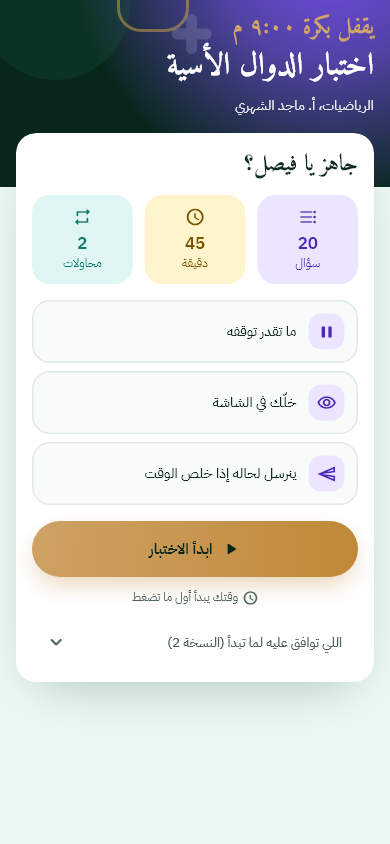 يقفل بكرة ٩:٠٠ م
اختبار الدوال الأسية
الرياضيات، أ. ماجد الشهري
جاهز يا فيصل؟
20
سؤال
45
دقيقة
2
محاولات
ما تقدر توقفه
خلّك في الشاشة
ينرسل لحاله إذا خلص الوقت
ابدأ الاختبار
وقتك يبدأ أول ما تضغط
اللي توافق عليه لما تبدأ (النسخة 2)